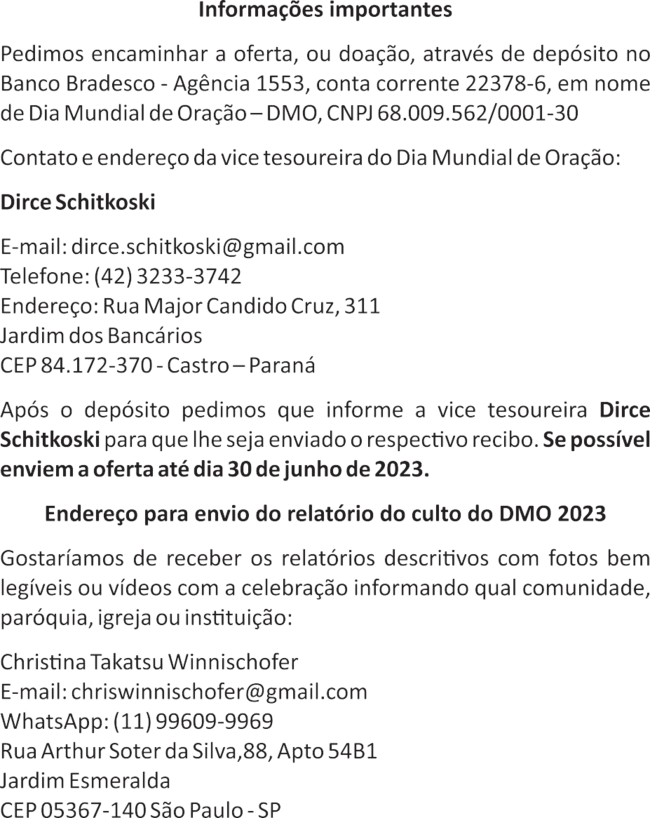 Informações importantes
Pedimos encaminhar a oferta, ou doação, através de depósito no
Banco Bradesco - Agência 1553, conta corrente 22378-6, em nome
de Dia Mundial de Oração – DMO, CNPJ 68.009.562/0001-30
Contato e endereço da vice tesoureira do Dia Mundial de Oração:
Dirce Schitkoski
E-mail: dirce.schitkoski@gmail.com
Telefone: (42) 3233-3742
Endereço: Rua Major Candido Cruz, 311
Jardim dos Bancários
CEP 84.172-370 - Castro – Paraná
Após o depósito pedimos que informe a vice tesoureira Dirce
Schitkoski para que lhe seja enviado o respectivo recibo. Se possível
enviem a oferta até dia 30 de junho de 2023.
Endereço para envio do relatório do culto do DMO 2023
Gostaríamos de receber os relatórios descritivos com fotos bem
legíveis ou vídeos com a celebração informando qual comunidade,
paróquia, igreja ou instituição:
Christina Takatsu Winnischofer
E-mail: chriswinnischofer@gmail.com
WhatsApp: (11) 99609-9969
Rua Arthur Soter da Silva,88, Apto 54B1
Jardim Esmeralda
CEP 05367-140 São Paulo - SP